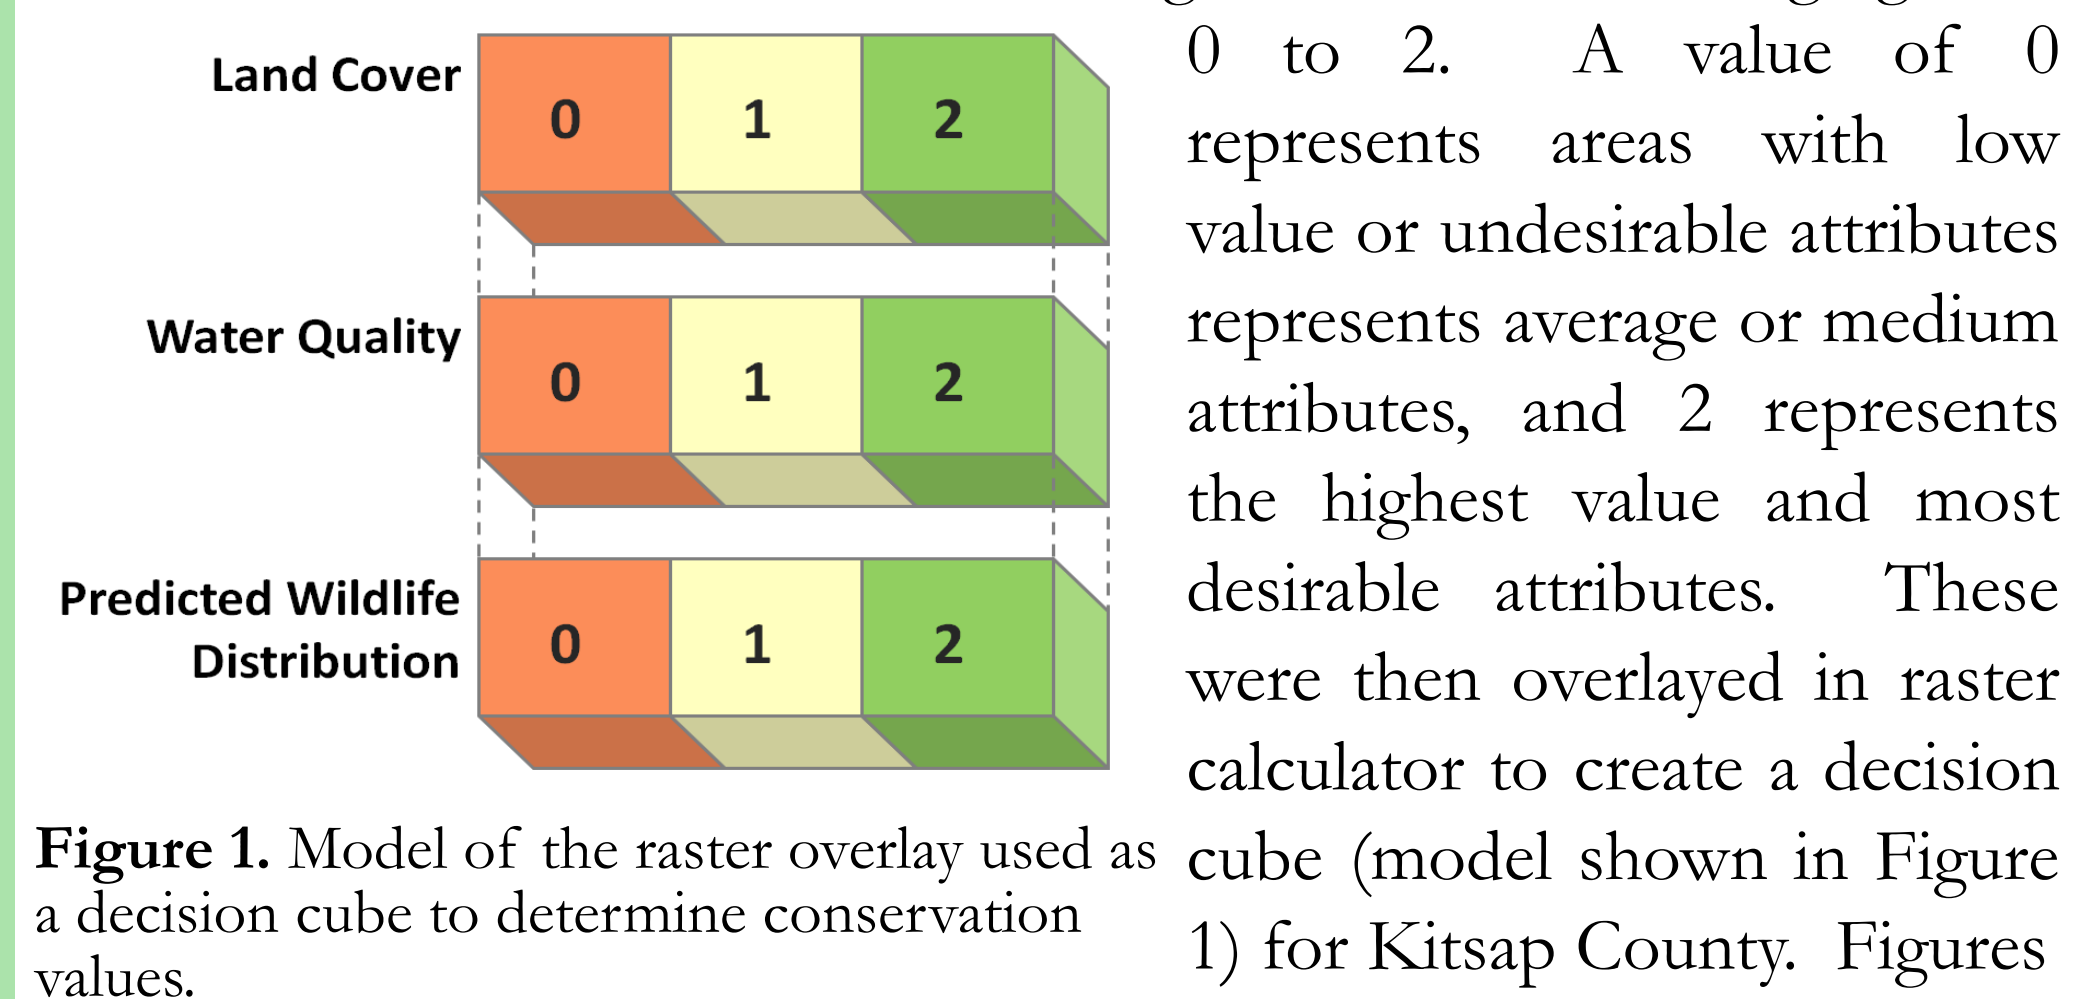 Land Cover
0 1 2
Water Quality
0 1 2
Predicted Wildlife
Distribution
0 1 2
Figure 1. Model of the raster overlay used as
a decision cube to determine conservation
values.
0 to 2. A value of 0
represents areas with low
value or undesirable attributes
represents average or medium
attributes, and 2 represents
the highest value and most
desirable attributes. These
were then overlayed in raster
calculator to create a decision
cube (model shown in Figure
1) for Kitsap County. Figures